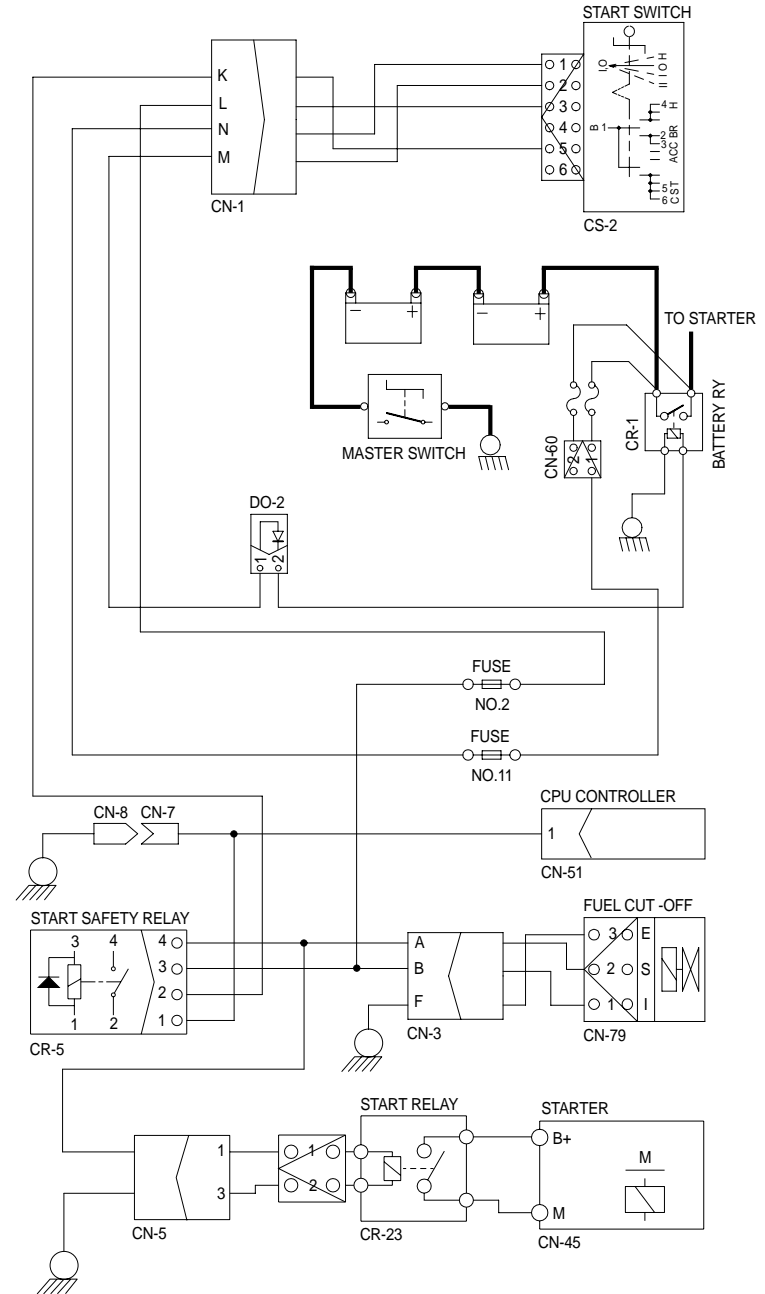 START SWITCH
K
L
N
M
CN-1
1
2
3
4
5
6
I O
H
O
I
II
4 H
B 1
2 BR
3 ACC
5 ST
6 C
CS-2
TO STARTER
− +
− +
MASTER SWITCH
CN-60
2
1
CR-1
BATTERY RY
DO-2
1
2
FUSE
NO.2
FUSE
NO.11
CPU CONTROLLER
CN-8 CN-7
1
CN-51
START SAFETY RELAY
3 4 4
3
2
1 2 1
CR-5
A
B
F
CN-3
FUEL CUT -OFF
3 E
2 S
1 I
CN-79
START RELAY
STARTER
1
3
CN-5
1
2
CR-23
B+
M
M
CN-45